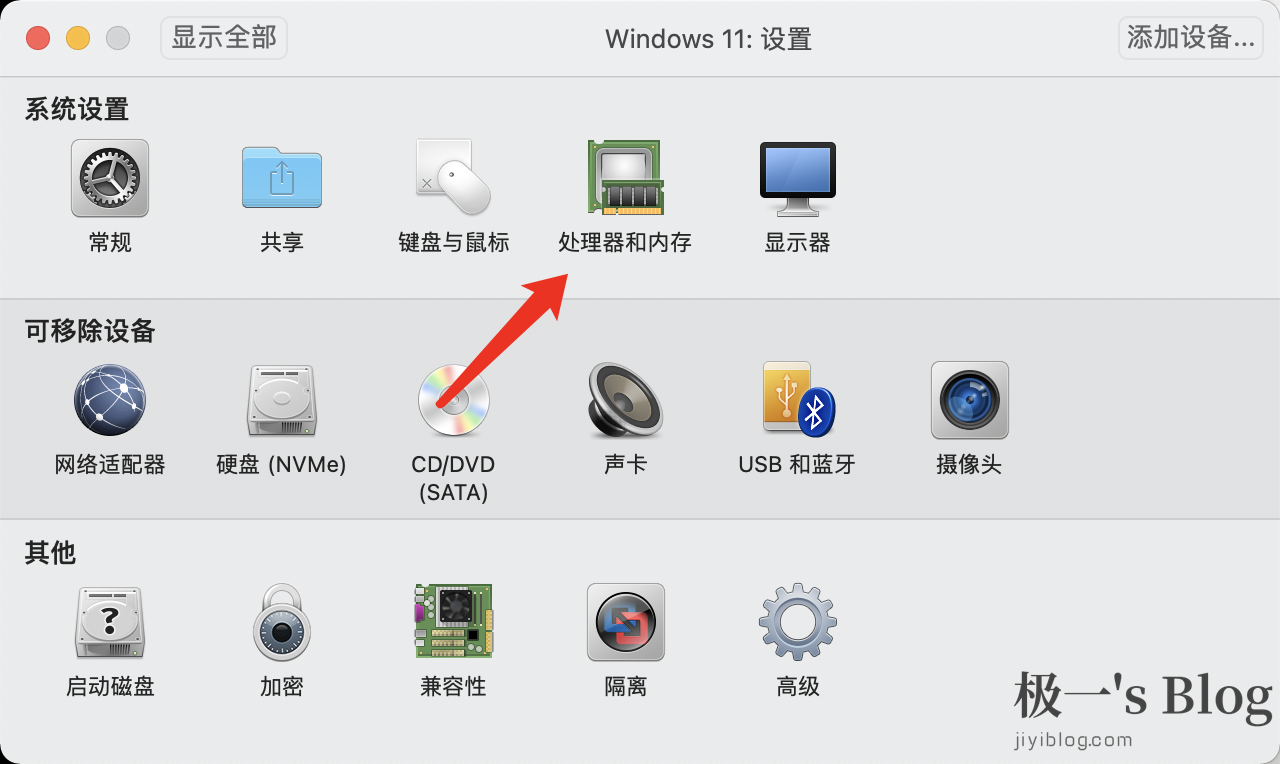 显示全部
Windows 11: 设置
添加设备...
系统设置
常规
共享
键盘与鼠标
处理器和内存
显示器
可移除设备
网络适配器
硬盘 (NVMe)
CD/DVD
(SATA)
声卡
USB 和蓝牙
摄像头
其他
?
启动磁盘
加密
兼容性
隔离
高级
极一's Blog
jiyiblog.com